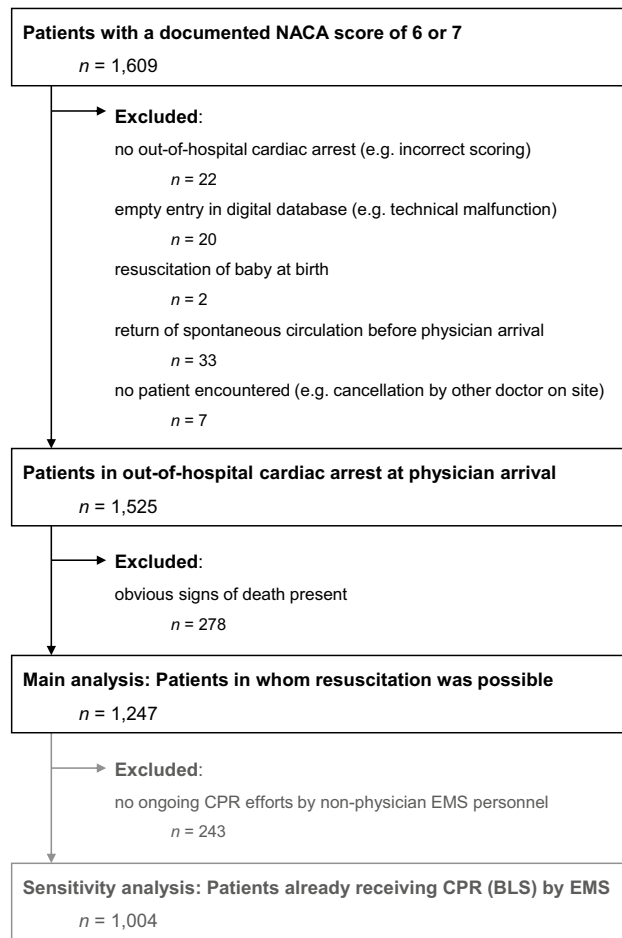 Patients with a documented NACA score of 6 or 7
n = 1,609
Excluded:
no out-of-hospital cardiac arrest (e.g. incorrect scoring)
n = 22
empty entry in digital database (e.g. technical malfunction)
n = 20
resuscitation of baby at birth
n = 2
return of spontaneous circulation before physician arrival
n = 33
no patient encountered (e.g. cancellation by other doctor on site)
n = 7
Patients in out-of-hospital cardiac arrest at physician arrival
n = 1,525
Excluded:
obvious signs of death present
n = 278
Main analysis: Patients in whom resuscitation was possible
n = 1,247
Excluded:
no ongoing CPR efforts by non-physician EMS personnel
n = 243
Sensitivity analysis: Patients already receiving CPR (BLS) by EMS
n = 1,004